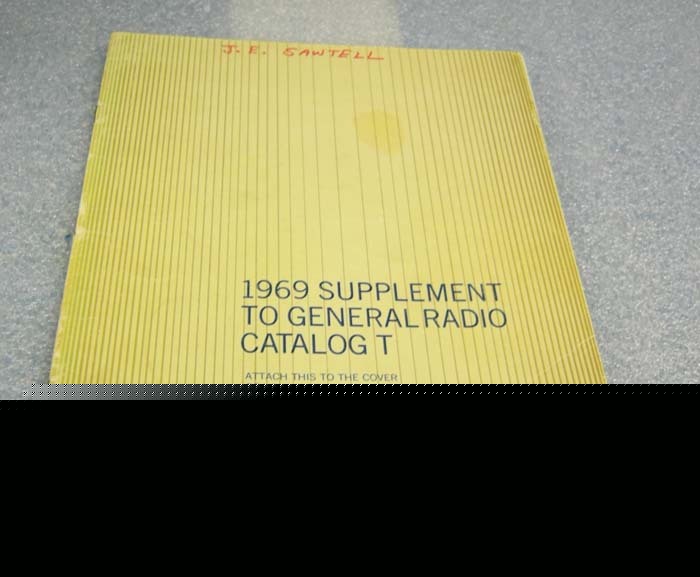 J. E. SAWTELL
1969 SUPPLEMENT
TO GENERAL RADIO
CATALOG T
ATTACH THIS TO THE COVER